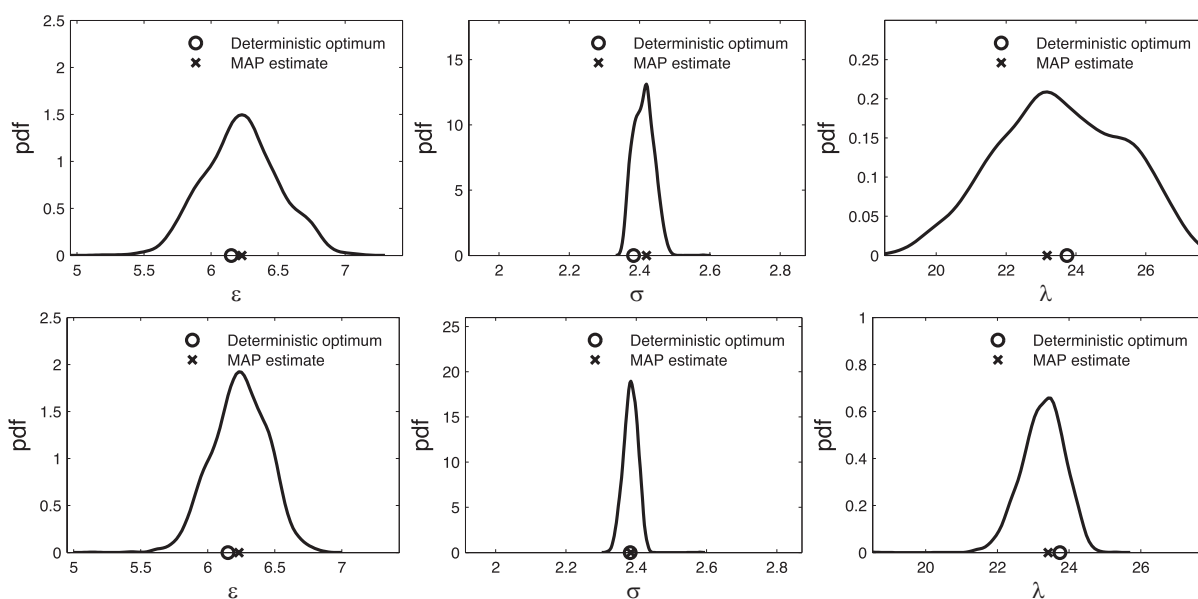 2.5
2
1.5
1
0.5
0
pdf
5
5.5
6
6.5
7
ε
Deterministic optimum
MAP estimate
15
10
5
0
pdf
2
2.2
2.4
2.6
2.8
σ
Deterministic optimum
MAP estimate
0.25
0.2
0.15
0.1
0.05
0
pdf
20
22
24
26
λ
Deterministic optimum
MAP estimate
2.5
2
1.5
1
0.5
0
pdf
5
5.5
6
6.5
7
ε
Deterministic optimum
MAP estimate
25
20
15
10
5
0
pdf
2
2.2
2.4
2.6
2.8
σ
Deterministic optimum
MAP estimate
1
0.8
0.6
0.4
0.2
0
pdf
20
22
24
26
λ
Deterministic optimum
MAP estimate